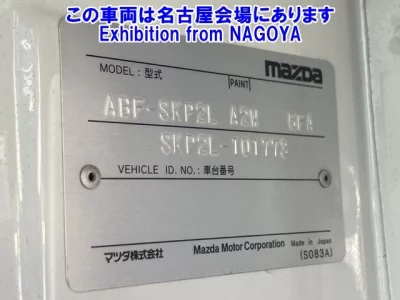 この車両は名古屋会場にあります
Exhibition from NAGOYA
MODEL: 型式
PAINT
mazda
ABF-SKP2L A2W 6FA
SKP2L-101773
VEHICLE ID. NO.: 車台番号
マツダ株式会社 Mazda Motor Corporation Made in Japan
(S083A)